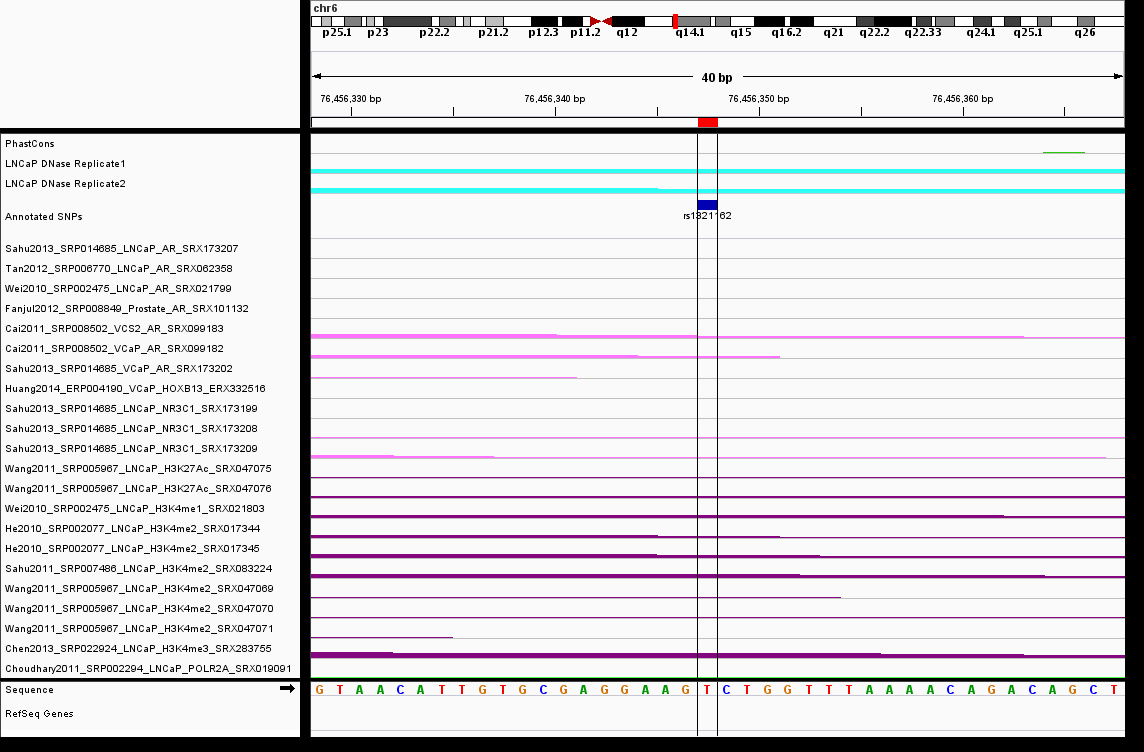 chr6
p25.1 p23 p22.2 p21.2 p12.3 p11.2 q12 q14.1 q15 q16.2 q21 q22.2 q22.33 q24.1 q25.1 q26
40 bp
76,456,330 bp 76,456,340 bp 76,456,350 bp 76,456,360 bp
PhastCons
LNCaP DNase Replicate1
LNCaP DNase Replicate2
Annotated SNPs
rs1321162
Sahu2013_SRP014685_LNCaP_AR_SRX173207
Tan2012_SRP006770_LNCaP_AR_SRX062358
Wei2010_SRP002475_LNCaP_AR_SRX021799
Fanjul2012_SRP008849_Prostate_AR_SRX101132
Cai2011_SRP008502_VCS2_AR_SRX099183
Cai2011_SRP008502_VCaP_AR_SRX099182
Sahu2013_SRP014685_VCaP_AR_SRX173202
Huang2014_ERP004190_VCaP_HOXB13_ERX332516
Sahu2013_SRP014685_LNCaP_NR3C1_SRX173199
Sahu2013_SRP014685_LNCaP_NR3C1_SRX173208
Sahu2013_SRP014685_LNCaP_NR3C1_SRX173209
Wang2011_SRP005967_LNCaP_H3K27Ac_SRX047075
Wang2011_SRP005967_LNCaP_H3K27Ac_SRX047076
Wei2010_SRP002475_LNCaP_H3K4me1_SRX021803
He2010_SRP002077_LNCaP_H3K4me2_SRX017344
He2010_SRP002077_LNCaP_H3K4me2_SRX017345
Sahu2011_SRP007486_LNCaP_H3K4me2_SRX083224
Wang2011_SRP005967_LNCaP_H3K4me2_SRX047069
Wang2011_SRP005967_LNCaP_H3K4me2_SRX047070
Wang2011_SRP005967_LNCaP_H3K4me2_SRX047071
Chen2013_SRP022924_LNCaP_H3K4me3_SRX283755
Choudhary2011_SRP002294_LNCaP_POLR2A_SRX019091
Sequence G T A A C A T T G T G C G A G G A A G T C T G G T T T A A A A C A G A C A G C T
RefSeq Genes